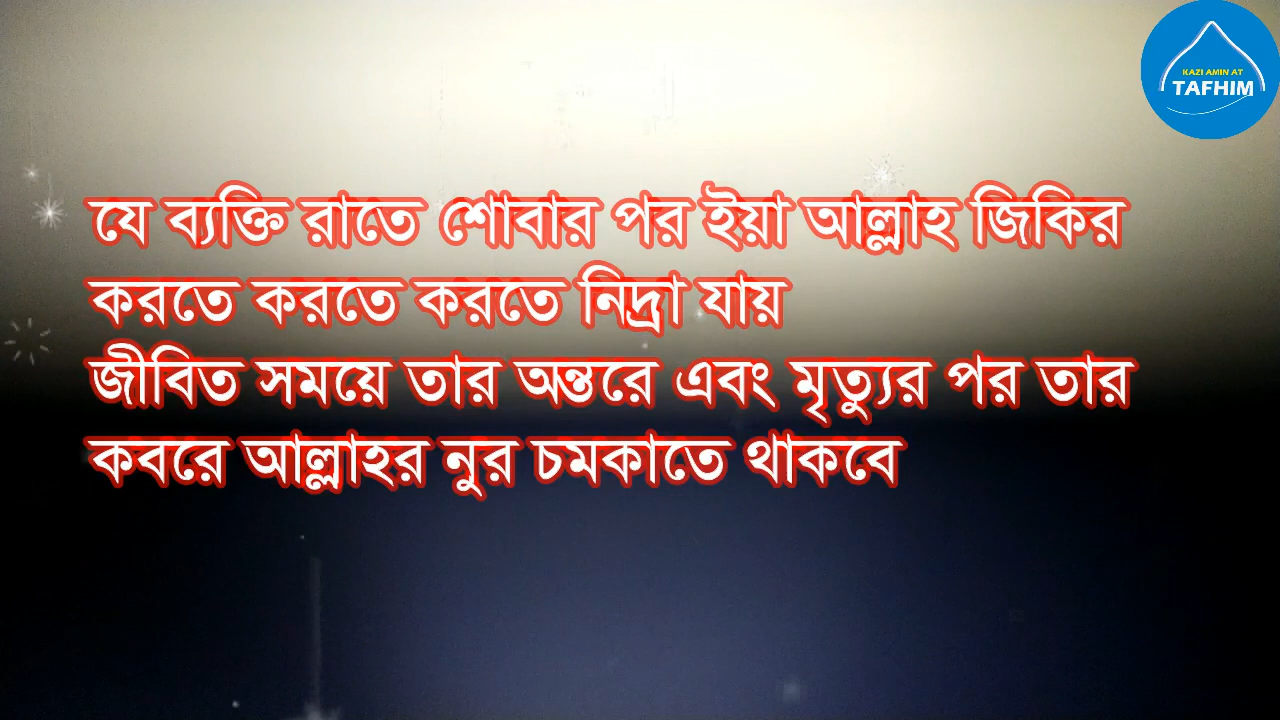 KAZI AMIN AT
TAFHIM
যে ব্যক্তি রাতে শোবার পর ইয়া আল্লাহ জিকির
করতে করতে করতে নিদ্রা যায়
জীবিত সময়ে তার অন্তরে এবং মৃত্যুর পর তার
কবরে আল্লাহর নুর চমকাতে থাকবে